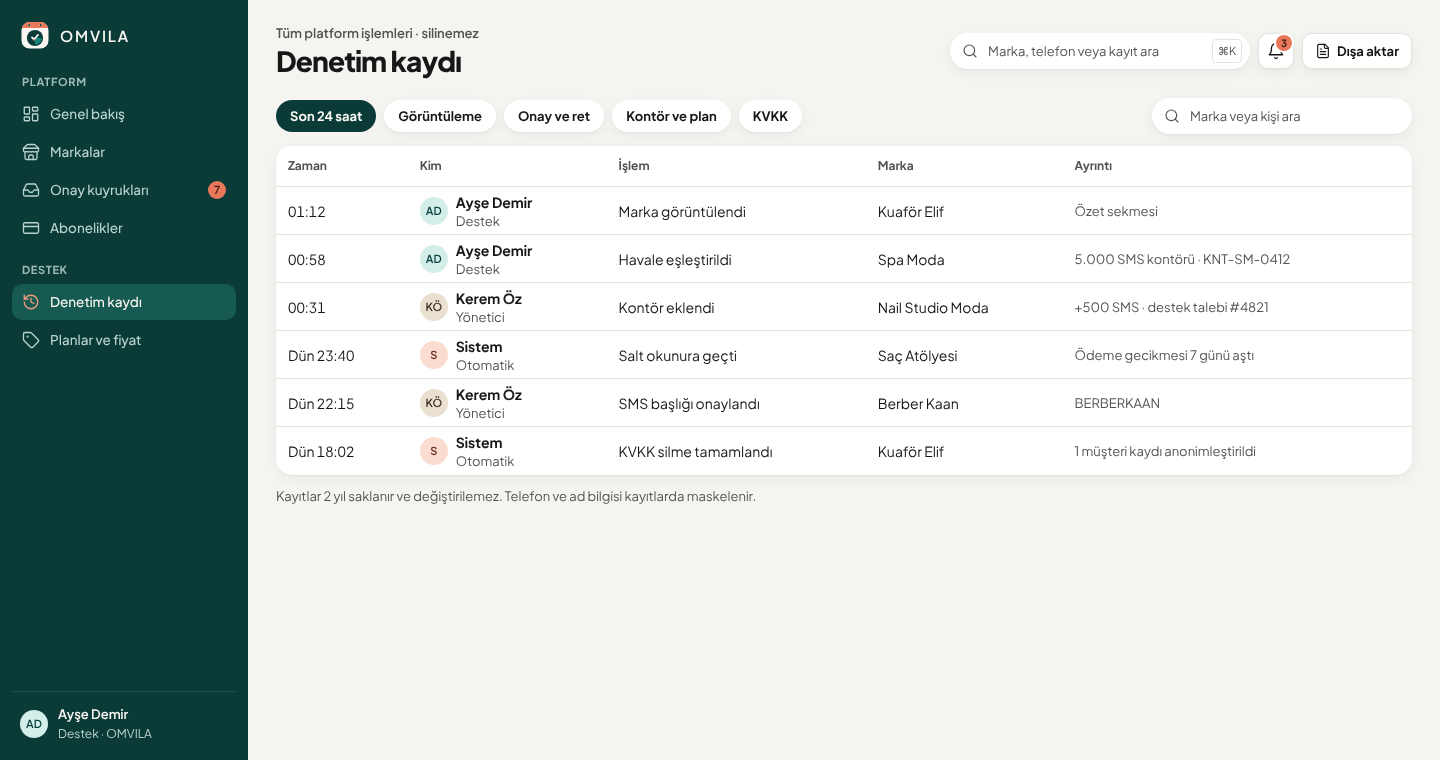 OMVILA
PLATFORM
Genel bakış
Markalar
Onay kuyrukları 7
Abonelikler
DESTEK
Denetim kaydı
Planlar ve fiyat
AD Ayşe Demir
Destek · OMVILA
Tüm platform işlemleri · silinemez
Denetim kaydı
Marka, telefon veya kayıt ara ⌘K
3
Dışa aktar
Son 24 saat Görüntüleme Onay ve ret Kontör ve plan KVKK
Marka veya kişi ara
Zaman Kim İşlem Marka Ayrıntı
01:12 AD Ayşe Demir Destek Marka görüntülendi Kuaför Elif Özet sekmesi
00:58 AD Ayşe Demir Destek Havale eşleştirildi Spa Moda 5.000 SMS kontörü · KNT-SM-0412
00:31 KÖ Kerem Öz Yönetici Kontör eklendi Nail Studio Moda +500 SMS · destek talebi #4821
Dün 23:40 S Sistem Otomatik Salt okunura geçti Saç Atölyesi Ödeme gecikmesi 7 günü aştı
Dün 22:15 KÖ Kerem Öz Yönetici SMS başlığı onaylandı Berber Kaan BERBERKAAN
Dün 18:02 S Sistem Otomatik KVKK silme tamamlandı Kuaför Elif 1 müşteri kaydı anonimleştirildi
Kayıtlar 2 yıl saklanır ve değiştirilemez. Telefon ve ad bilgisi kayıtlarda maskelenir.